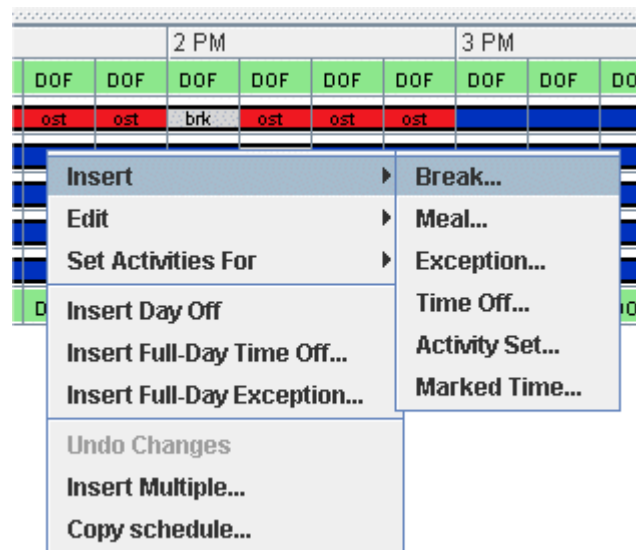 2 PM 3 PM
DOF DOF DOF DOF DOF DOF DOF DOF
ost ost brk ost ost ost
Insert Break...
Edit Meal...
Set Activities For Exception...
Insert Day Off Time Off...
Insert Full-Day Time Off... Activity Set...
Insert Full-Day Exception... Marked Time...
Undo Changes
Insert Multiple...
Copy schedule...